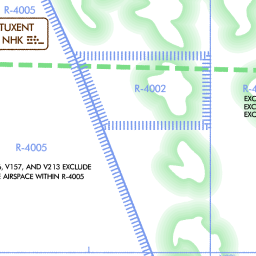 R-4005
TUXENT
NHK
R-4002
R-4
EXC
EXC
EXC
R-4005
, V157, AND V213 EXCLUDE
AIRSPACE WITHIN R-4005